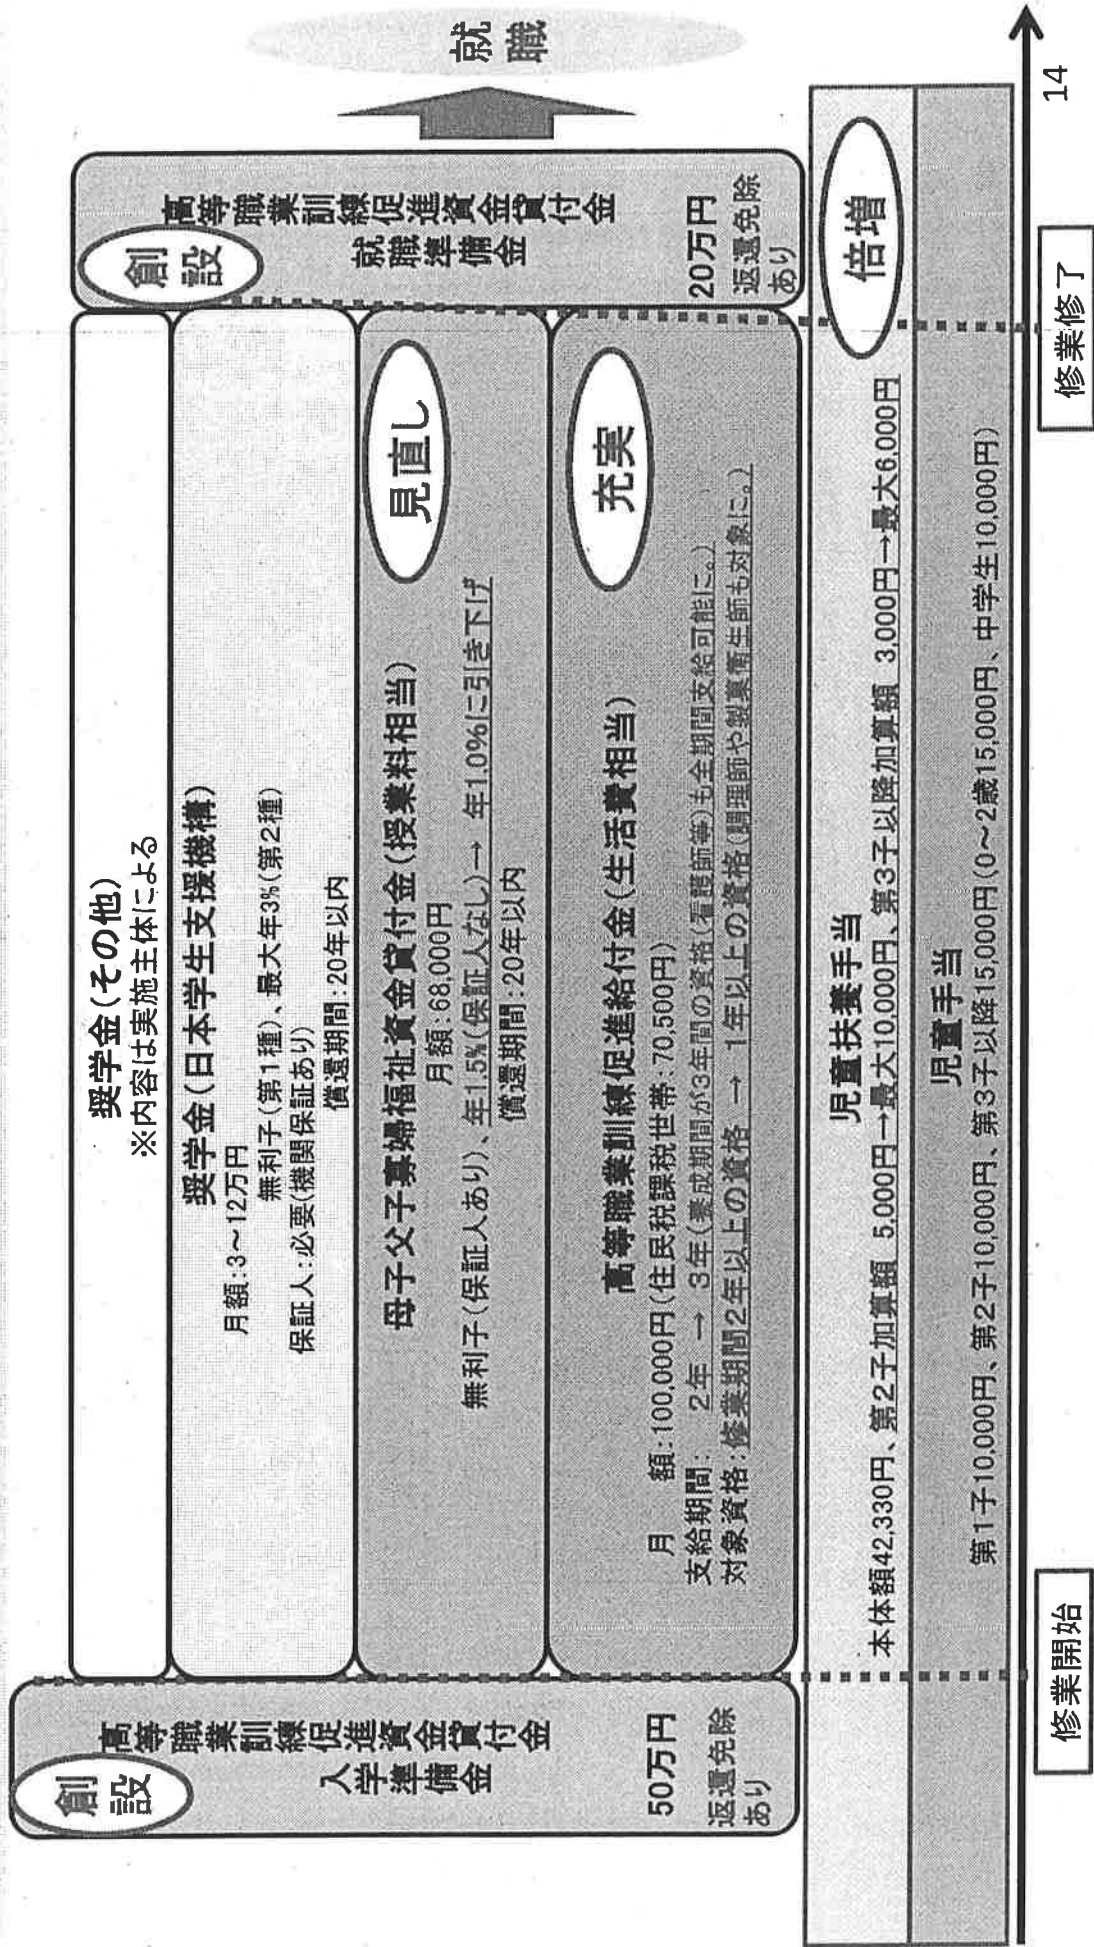 創設
高等職業訓練促進資金貸付金
入学準備金
50万円
返還免除
あり
奨学金(その他)
※内容は実施主体による
奨学金(日本学生支援機構)
月額:3～12万円
無利子(第1種)、最大年3%(第2種)
保証人:必要(機関保証あり)
償還期間:20年以内
母子父子寡婦福祉資金貸付金(授業料相当)
月額:68,000円
無利子(保証人あり)、年1.5%(保証人なし)→ 年1.0%に引き下げ
償還期間:20年以内
見直し
高等職業訓練促進給付金(生活費相当)
月　額:100,000円(住民税課税世帯:70,500円)
支給期間: 2年 → 3年(養成期間が3年間の資格(看護師等)も全期間支給可能に。)
対象資格:修業期間2年以上の資格 → 1年以上の資格(調理師や製菓衛生師も対象に。)
充実
創設
高等職業訓練促進資金貸付金
就職準備金
20万円
返還免除
あり
就職
児童扶養手当
本体額42,330円、第2子加算額 5,000円→最大10,000円、第3子以降加算額 3,000円→最大6,000円
倍増
児童手当
第1子10,000円、第2子10,000円、第3子以降15,000円(0～2歳15,000円、中学生10,000円)
修業開始
修業修了
14